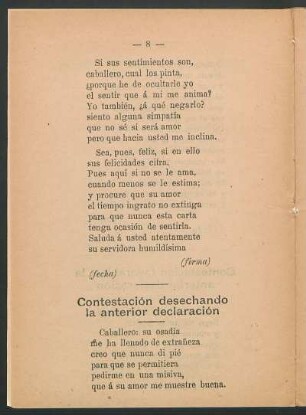 — 8 —
Si sus sentimientos son,
caballero, cual los pinta,
¿porque he de ocultarle yo
el sentir que á mi me anima?
Yo también, ¿á qué negarlo?
siento alguna simpatía
que no sé si será amor
pero que hacia usted me inclina.
Sea, pues, feliz, si en ello
sus felicidades cifra.
Pues aquí si no se le ama,
cuando menos se le estima;
y procure que su amor
el tiempo ingrato no extinga
para que nunca esta carta
tenga ocasión de sentirla.
Saluda á usted atentamente
su servidora humildísima
(firma)
(fecha)
Contestación desechando
la anterior declaración
Caballero: su osadía
me ha llenado de extrañeza
creo que nunca dí pié
para que se permitiera
pedirme en una misiva,
que á su amor me muestre buena.